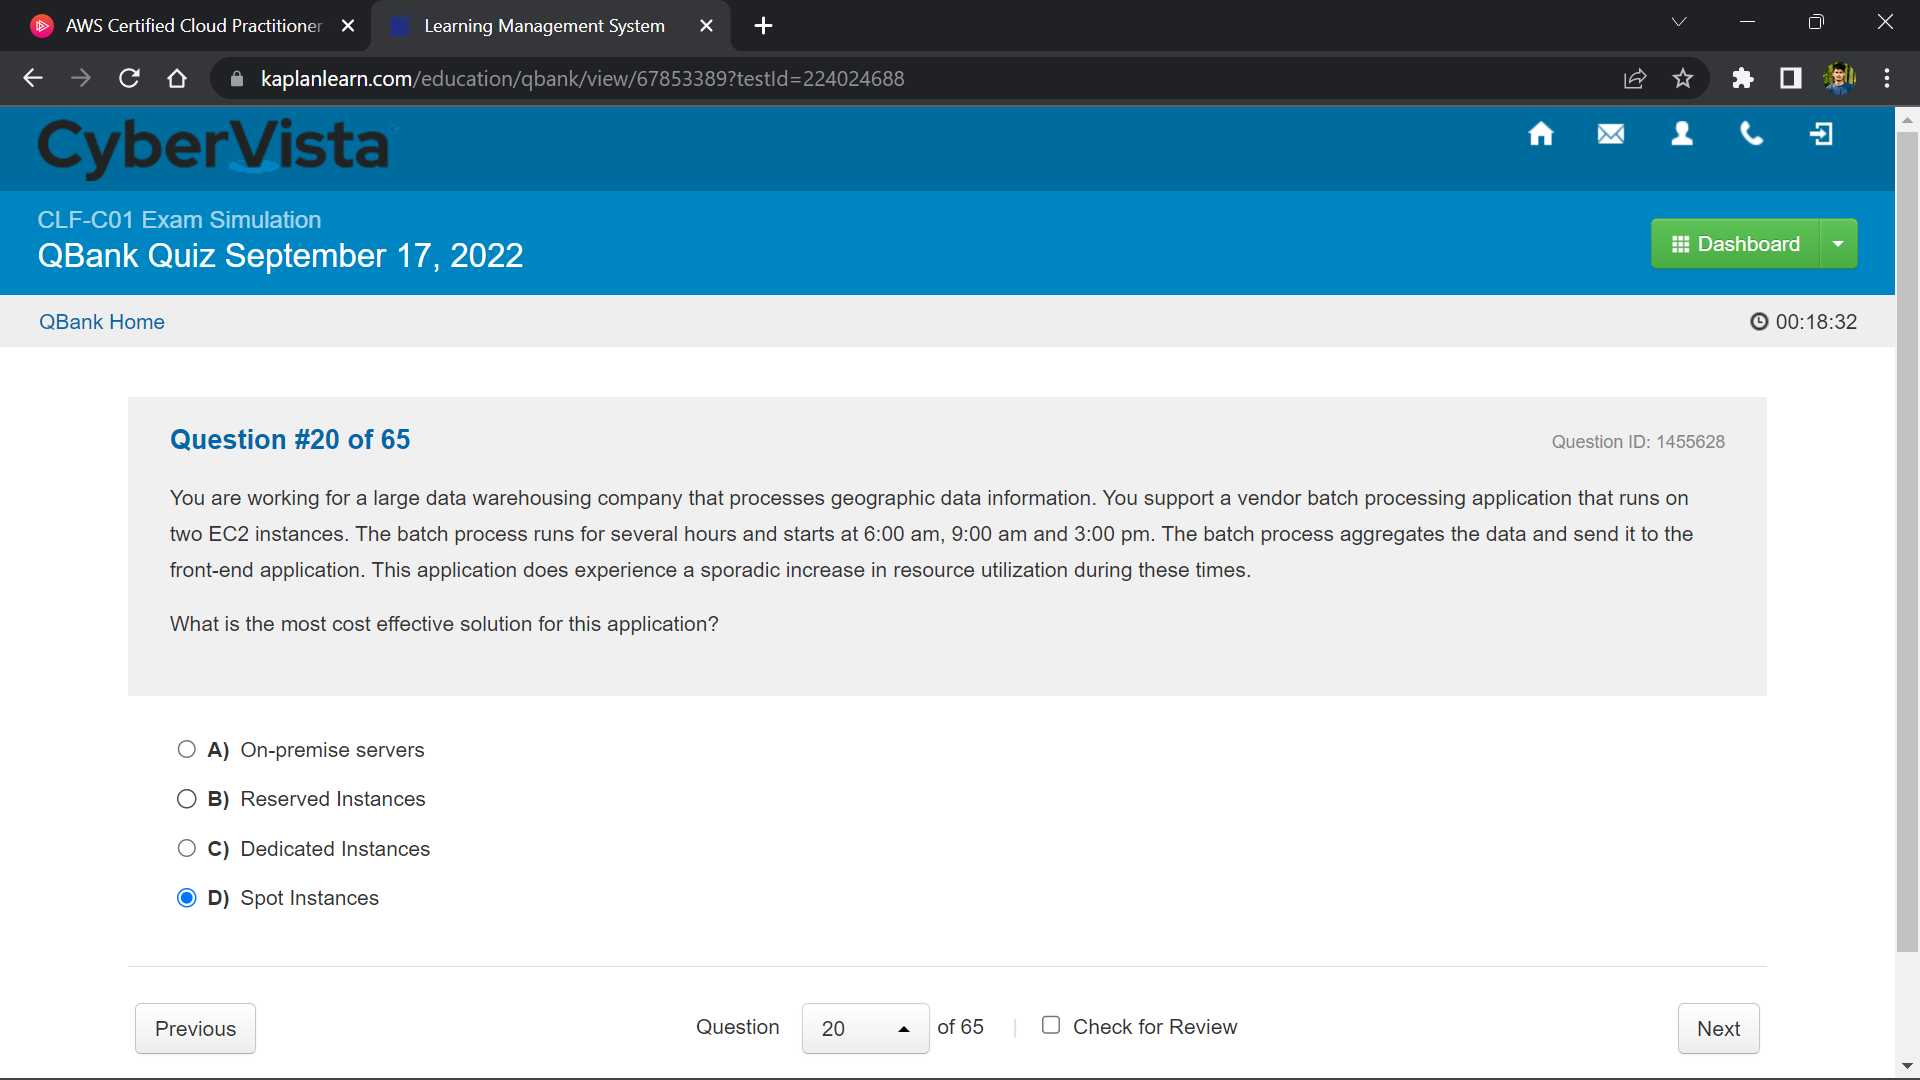 AWS Certified Cloud Practitioner
Learning Management System
kaplanlearn.com/education/qbank/view/67853389?testId=224024688
CyberVista
CLF-C01 Exam Simulation
QBank Quiz September 17, 2022
Dashboard
QBank Home
00:18:32
Question #20 of 65
Question ID: 1455628
You are working for a large data warehousing company that processes geographic data information. You support a vendor batch processing application that runs on
two EC2 instances. The batch process runs for several hours and starts at 6:00 am, 9:00 am and 3:00 pm. The batch process aggregates the data and send it to the
front-end application. This application does experience a sporadic increase in resource utilization during these times.
What is the most cost effective solution for this application?
A) On-premise servers
B) Reserved Instances
C) Dedicated Instances
D) Spot Instances
Previous
Question 20 of 65 | Check for Review
Next